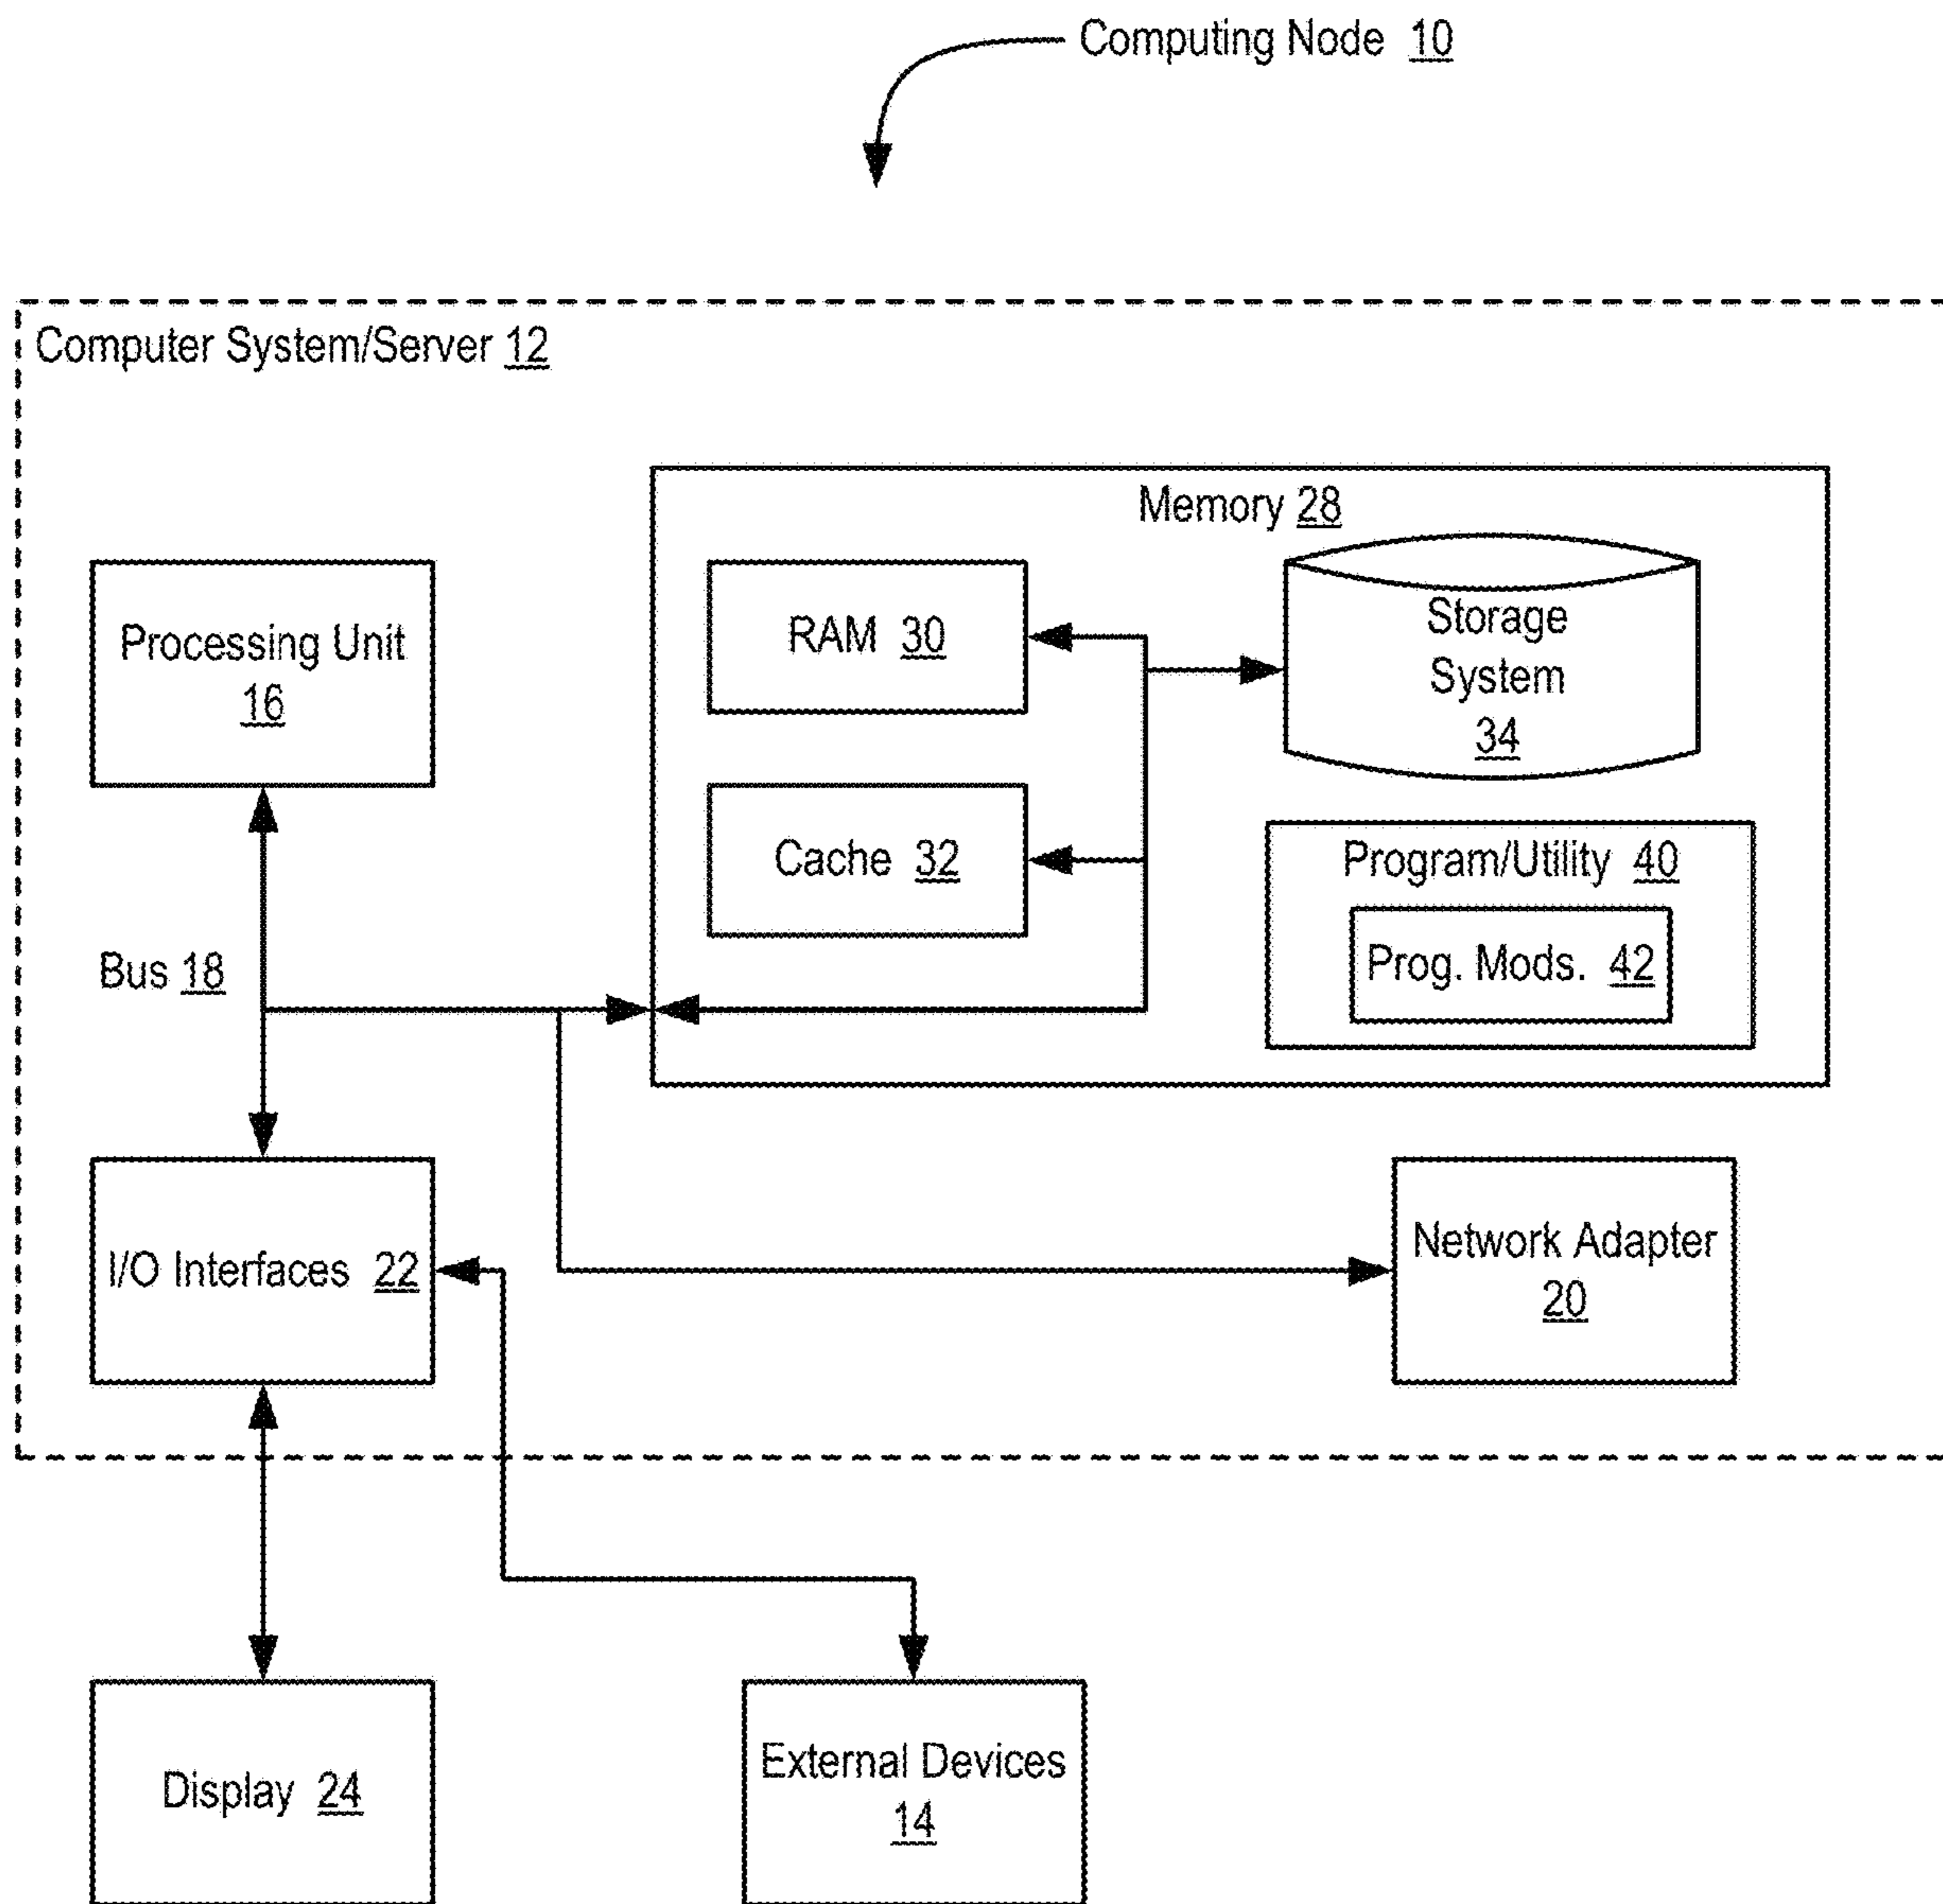 Computing Node 10
Computer System/Server 12
Memory 28
Processing Unit
16
RAM 30
Storage
System
34
Cache 32
Program/Utility 40
Prog. Mods. 42
Bus 18
I/O Interfaces 22
Network Adapter
20
Display 24
External Devices
14